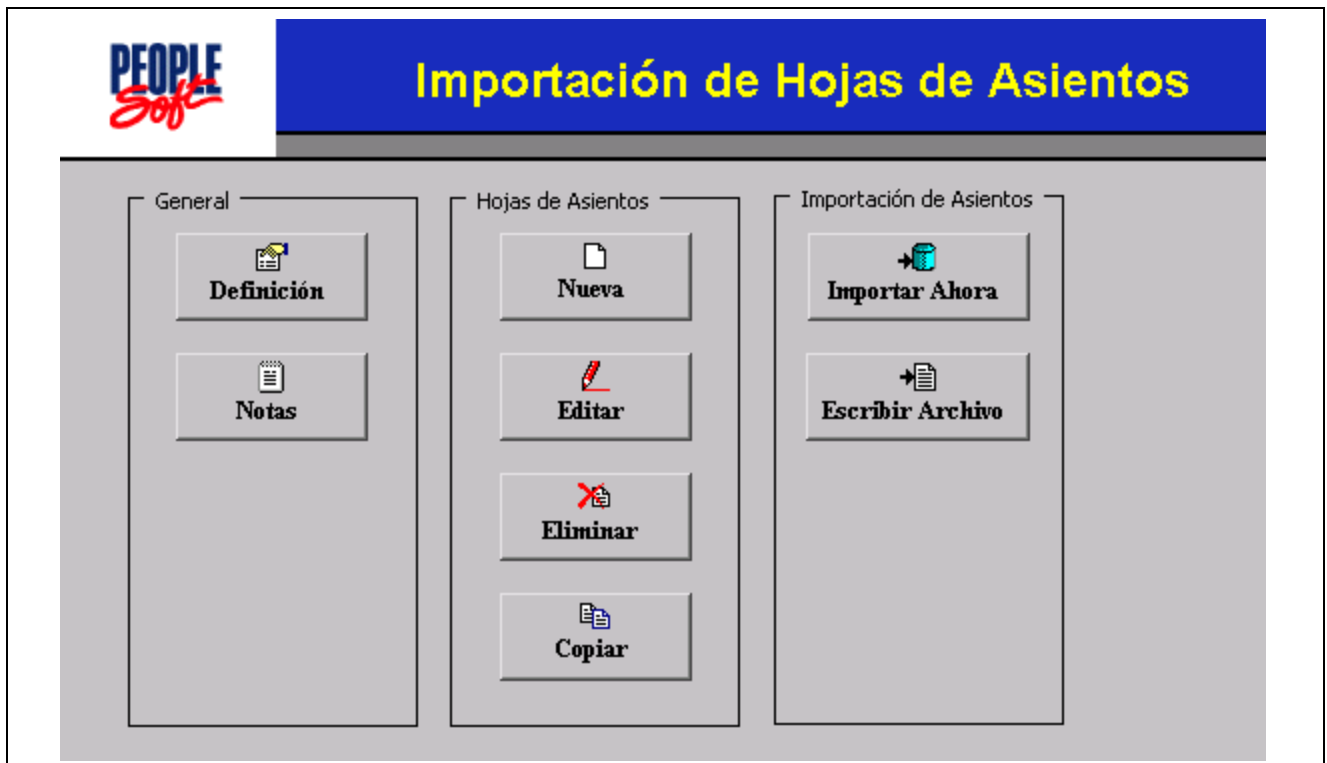 PEOPLE
Soft
Importación de Hojas de Asientos
General
Definición
Notas
Hojas de Asientos
Nueva
Editar
Eliminar
Copiar
Importación de Asientos
Importar Ahora
Escribir Archivo